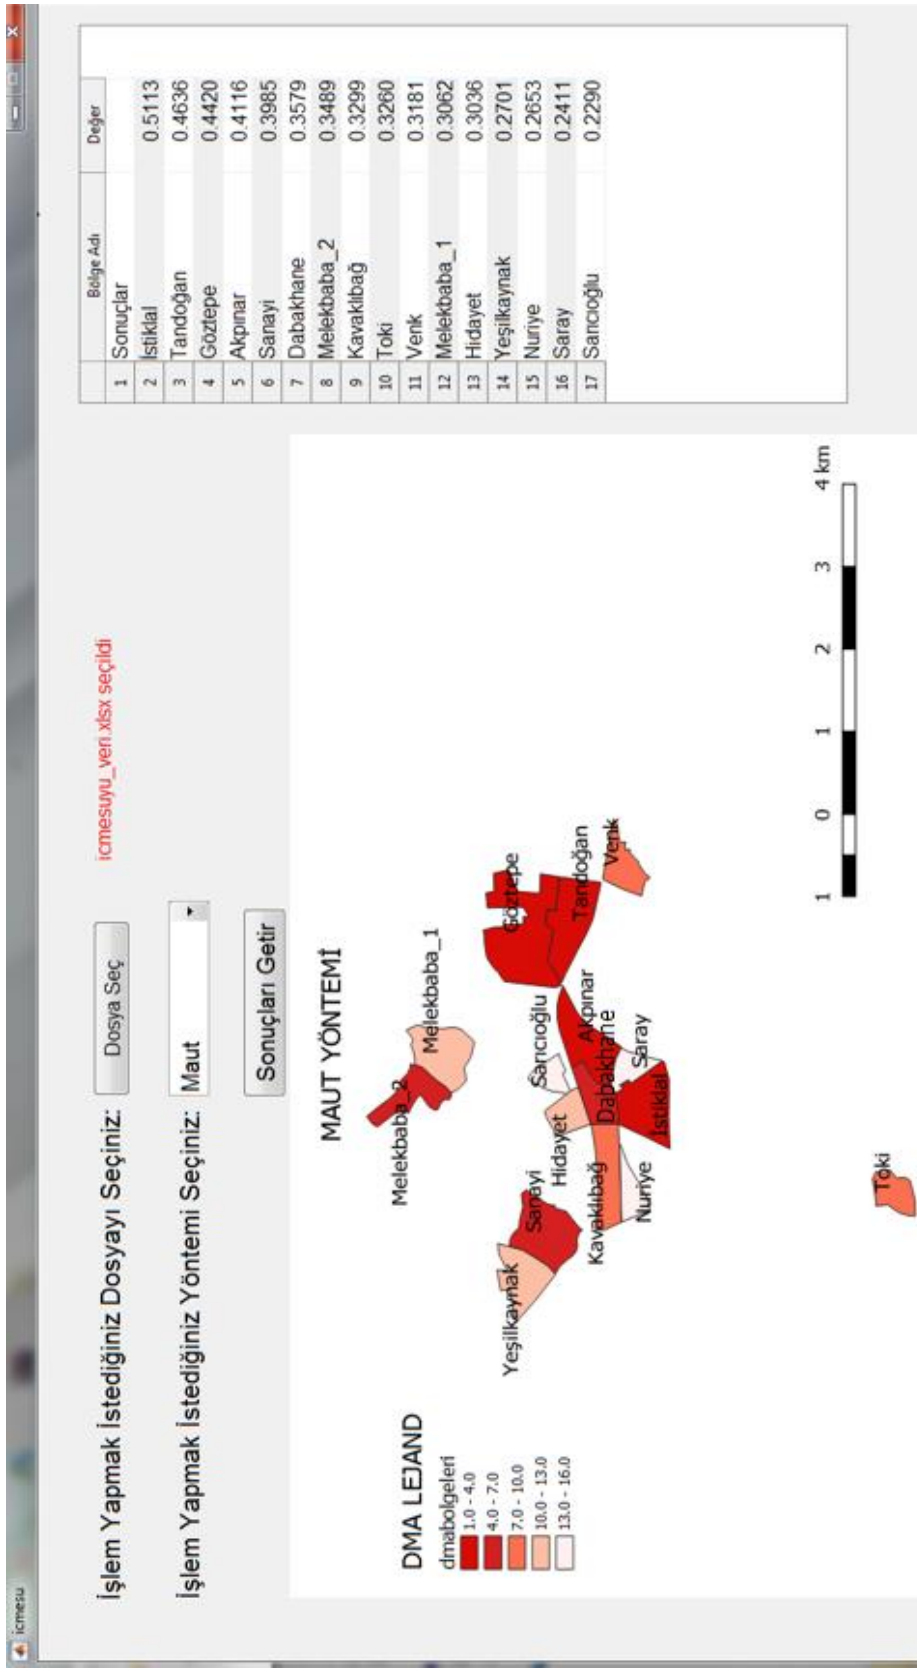 icmesu
İşlem Yapmak İstediğiniz Dosyayı Seçiniz:
Dosya Seç
icmesuyu_veri.xlsx seçildi
İşlem Yapmak İstediğiniz Yöntemi Seçiniz:
Maut
Sonuçları Getir
MAUT YÖNTEMİ
Melekbaba_2
Melekbaba_1
DMA LEJAND
dmabolgeleri
1.0 - 4.0
4.0 - 7.0
7.0 - 10.0
10.0 - 13.0
13.0 - 16.0
Yeşilkaynak
Sanayi
Hidayet
Sarıcıoğlu
Göztepe
Kavaklıbağ
Dabakhane
Akpınar
Tandoğan
Venk
Nuriye
İstiklal
Saray
Toki
1 0 1 2 3 4 km
Bölge Adı Değer
1 Sonuçlar
2 İstiklal 0.5113
3 Tandoğan 0.4636
4 Göztepe 0.4420
5 Akpınar 0.4116
6 Sanayi 0.3985
7 Dabakhane 0.3579
8 Melekbaba_2 0.3489
9 Kavaklıbağ 0.3299
10 Toki 0.3260
11 Venk 0.3181
12 Melekbaba_1 0.3062
13 Hidayet 0.3036
14 Yeşilkaynak 0.2701
15 Nuriye 0.2653
16 Saray 0.2411
17 Sarıcıoğlu 0.2290